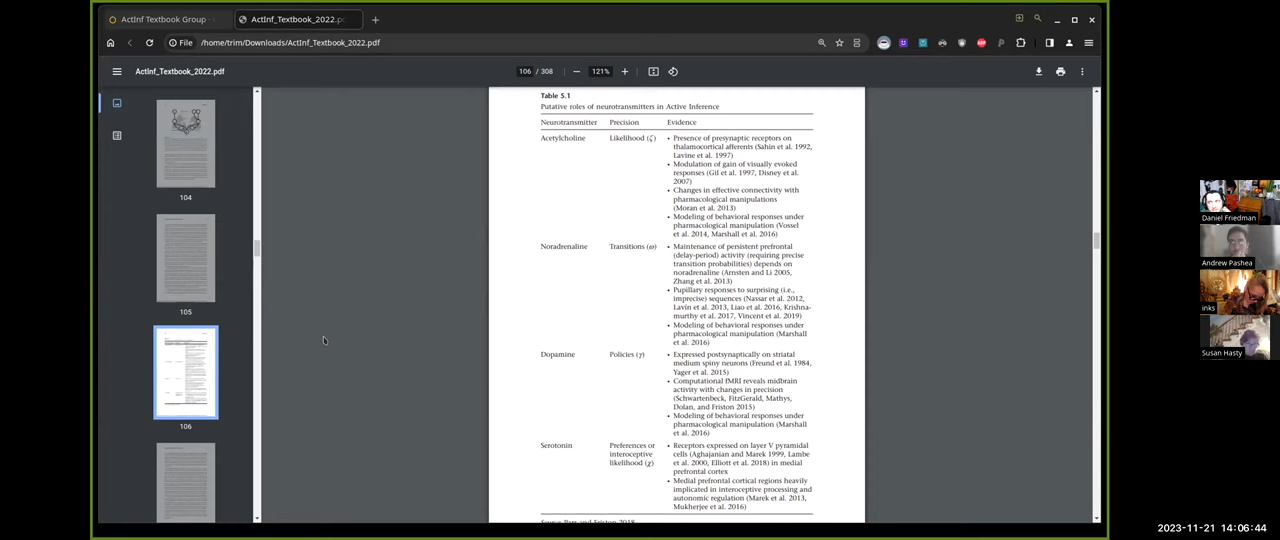 ActInf Textbook Group -
ActInf_Textbook_2022.pdf
File
/home/trim/Downloads/ActInf_Textbook_2022.pdf
ActInf_Textbook_2022.pdf
106 / 308
121%
104
105
106
Table 5.1
Putative roles of neurotransmitters in Active Inference
Neurotransmitter Precision Evidence
Acetylcholine Likelihood (ζ) • Presence of presynaptic receptors on
thalamocortical afferents (Sahin et al. 1992,
Lavine et al. 1997)
• Modulation of gain of visually evoked
responses (Gil et al. 1997, Disney et al.
2007)
• Changes in effective connectivity with
pharmacological manipulations
(Moran et al. 2013)
• Modeling of behavioral responses under
pharmacological manipulation (Vossel
et al. 2014, Marshall et al. 2016)
Noradrenaline Transitions (ω) • Maintenance of persistent prefrontal
(delay-period) activity (requiring precise
transition probabilities) depends on
noradrenaline (Arnsten and Li 2005,
Zhang et al. 2013)
• Pupillary responses to surprising (i.e.,
imprecise) sequences (Nassar et al. 2012,
Lavín et al. 2013, Liao et al. 2016, Krishna-
murthy et al. 2017, Vincent et al. 2019)
• Modeling of behavioral responses under
pharmacological manipulation (Marshall
et al. 2016)
Dopamine Policies (γ) • Expressed postsynaptically on striatal
medium spiny neurons (Freund et al. 1984,
Yager et al. 2015)
• Computational fMRI reveals midbrain
activity with changes in precision
(Schwartenbeck, FitzGerald, Mathys,
Dolan, and Friston 2015)
• Modeling of behavioral responses under
pharmacological manipulation (Marshall
et al. 2016)
Serotonin Preferences or • Receptors expressed on layer V pyramidal
interoceptive cells (Aghajanian and Marek 1999, Lambe
likelihood (χ) et al. 2000, Elliott et al. 2018) in medial
prefrontal cortex
• Medial prefrontal cortical regions heavily
implicated in interoceptive processing and
autonomic regulation (Marek et al. 2013,
Mukherjee et al. 2016)
Source: Parr and Friston 2018.
Daniel Friedman
Andrew Pashea
inks
Susan Hasty
2023-11-21 14:06:44